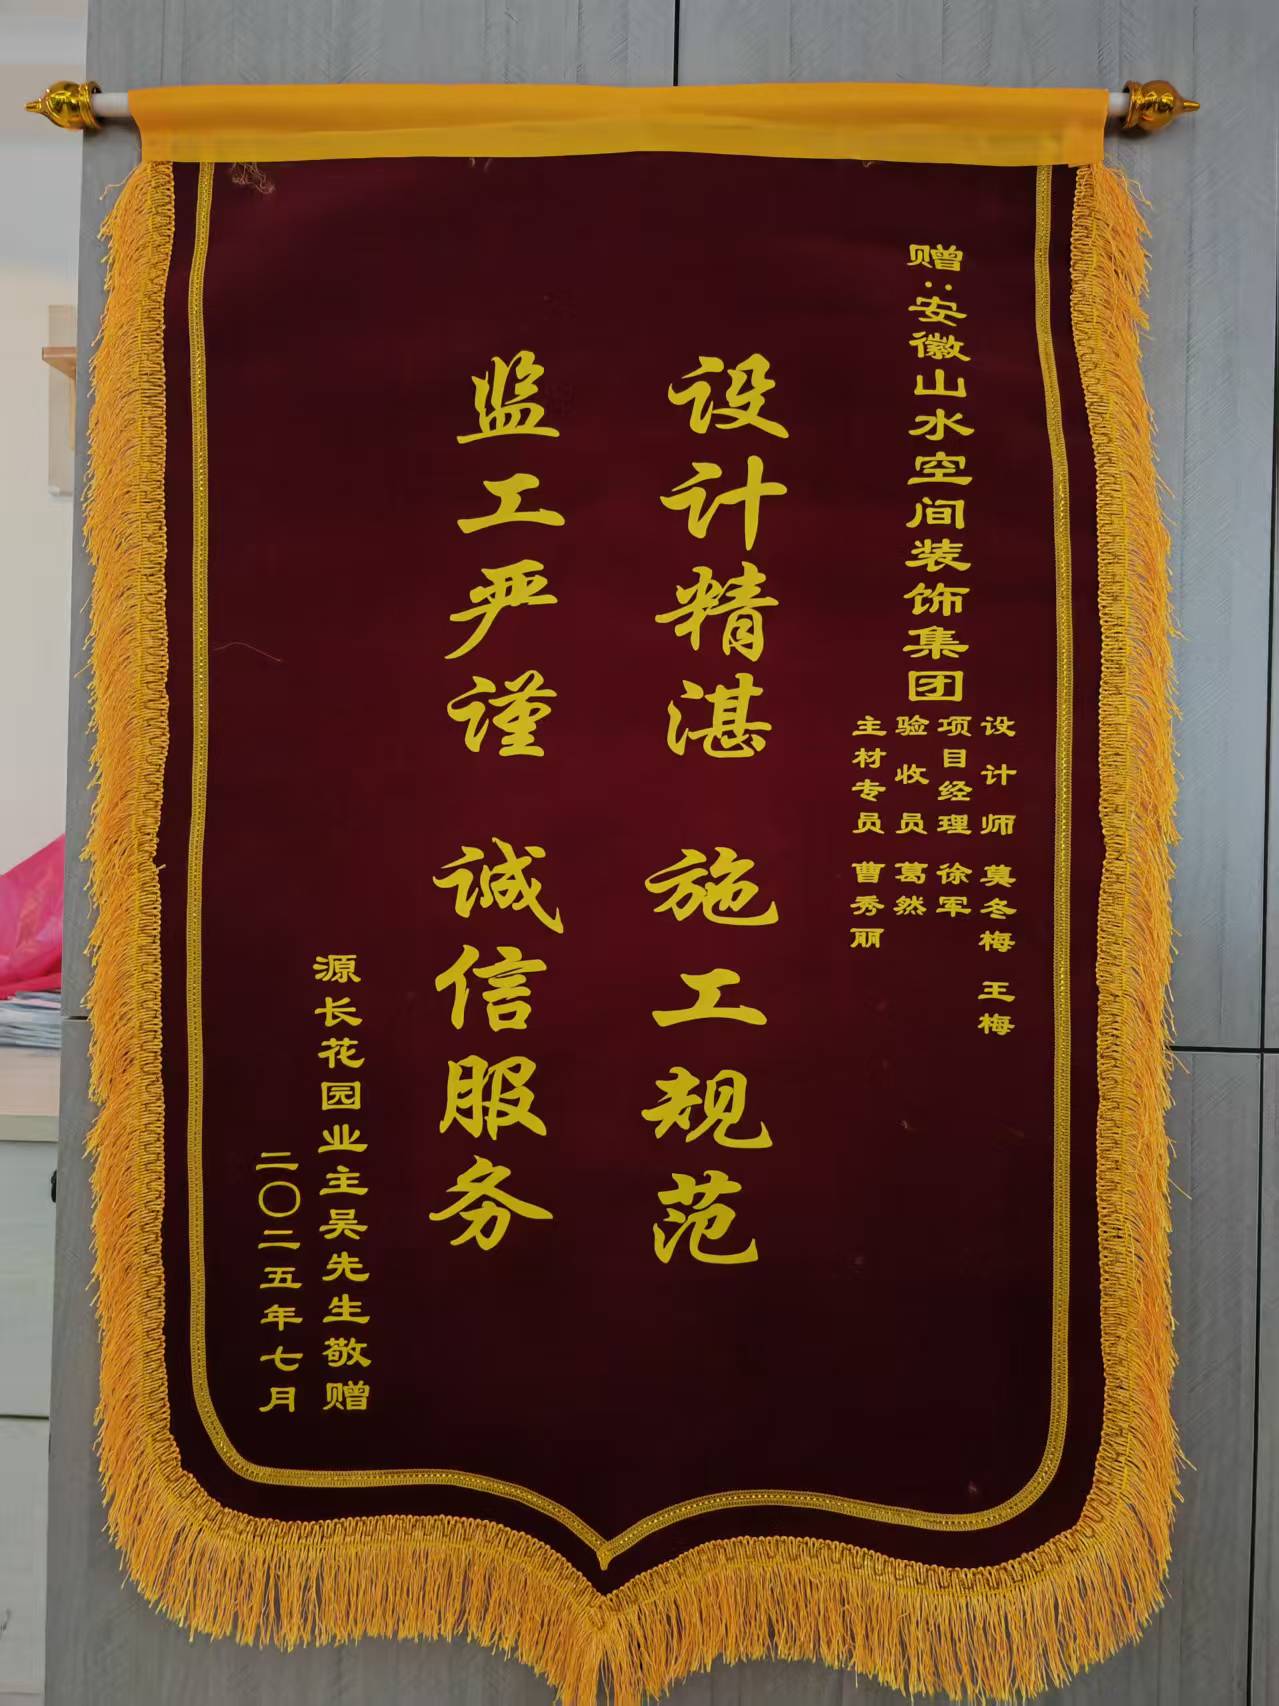 赠：安徽山水空间装饰集团
设计师 莫冬梅 王梅
项目经理 徐军
验收员 葛然
主材专员 曹秀丽
设计精湛 施工规范
监工严谨 诚信服务
源长花园业主吴先生敬赠
二〇二五年七月